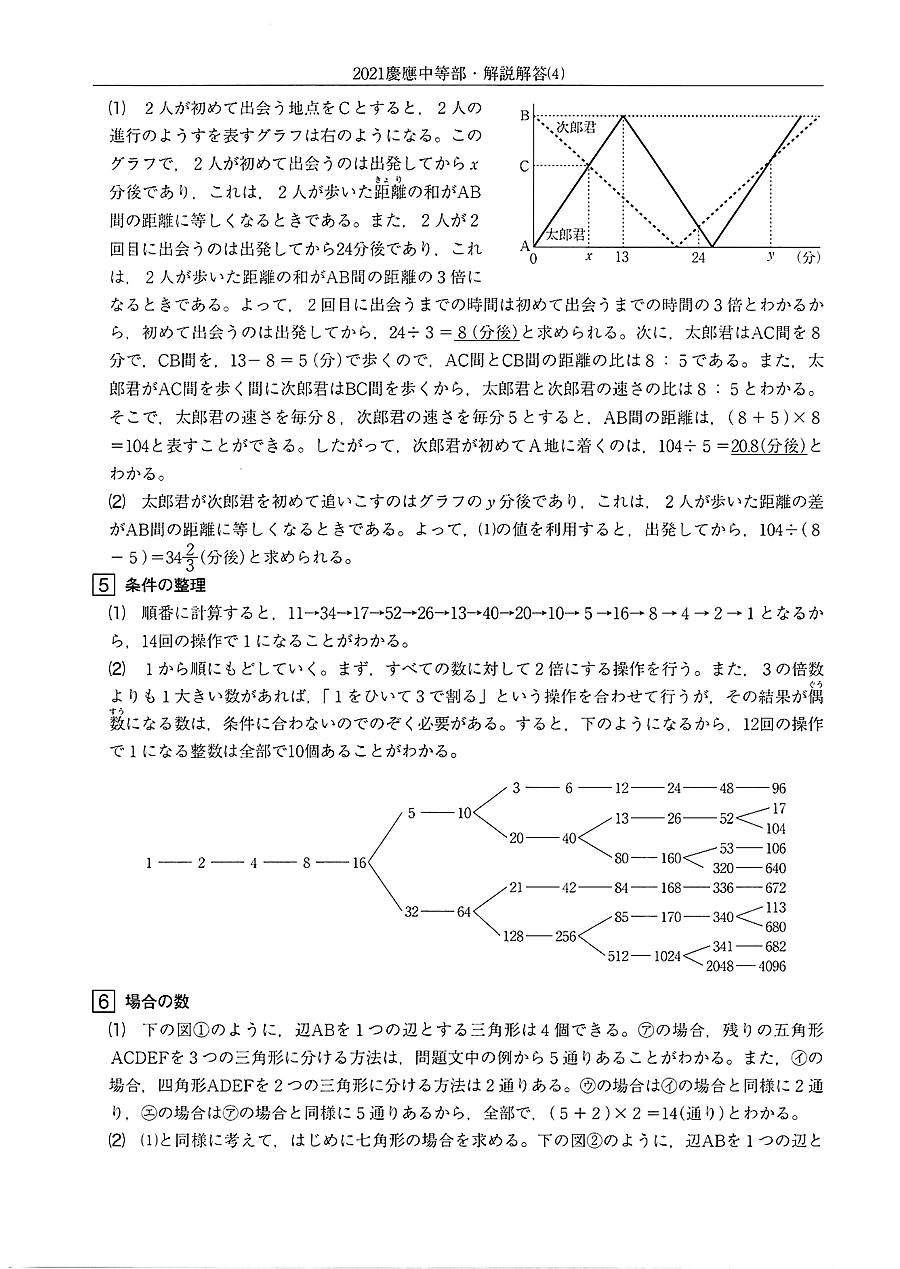 2021慶應中等部・解説解答(4)
(1) 2人が初めて出会う地点をCとすると，2人の
進行のようすを表すグラフは右のようになる。この
グラフで，2人が初めて出会うのは出発してからx
分後であり，これは，2人が歩いた距離の和がAB
きょり
間の距離に等しくなるときである。また，2人が2
回目に出会うのは出発してから24分後であり，これ
は，2人が歩いた距離の和がAB間の距離の3倍に
B
次郎君
C
太郎君
A
0 x 13 24 y (分)
なるときである。よって，2回目に出会うまでの時間は初めて出会うまでの時間の3倍とわかるか
ら，初めて出会うのは出発してから，24÷3＝8(分後)と求められる。次に，太郎君はAC間を8
分で，CB間を，13－8＝5(分)で歩くので，AC間とCB間の距離の比は8：5である。また，太
郎君がAC間を歩く間に次郎君はBC間を歩くから，太郎君と次郎君の速さの比は8：5とわかる。
そこで，太郎君の速さを毎分8，次郎君の速さを毎分5とすると，AB間の距離は，(8＋5)×8
＝104と表すことができる。したがって，次郎君が初めてA地に着くのは，104÷5＝20.8(分後)と
わかる。
(2) 太郎君が次郎君を初めて追いこすのはグラフのy分後であり，これは，2人が歩いた距離の差
がAB間の距離に等しくなるときである。よって，(1)の値を利用すると，出発してから，104÷(8
－5)＝34 2/3(分後)と求められる。
5 条件の整理
(1) 順番に計算すると，11→34→17→52→26→13→40→20→10→5→16→8→4→2→1となるか
ら，14回の操作で1になることがわかる。
(2) 1から順にもどしていく。まず，すべての数に対して2倍にする操作を行う。また，3の倍数
よりも1大きい数があれば，「1をひいて3で割る」という操作を合わせて行うが，その結果が偶
ぐう
すう
数になる数は，条件に合わないのでのぞく必要がある。すると，下のようになるから，12回の操作
で1になる整数は全部で10個あることがわかる。
3 6 12 24 48 96
17
5 10 13 26 52
104
20 40
53 106
80 160
1 2 4 8 16
320 640
21 42 84 168 336 672
113
32 64 85 170 340
680
128 256
341 682
512 1024
2048 4096
6 場合の数
(1) 下の図①のように，辺ABを1つの辺とする三角形は4個できる。㋐の場合，残りの五角形
ACDEFを3つの三角形に分ける方法は，問題文中の例から5通りあることがわかる。また，㋑の
場合，四角形ADEFを2つの三角形に分ける方法は2通りある。㋒の場合は㋑の場合と同様に2通
り，㋓の場合は㋐の場合と同様に5通りあるから，全部で，(5＋2)×2＝14(通り)とわかる。
(2) (1)と同様に考えて，はじめに七角形の場合を求める。下の図②のように，辺ABを1つの辺と